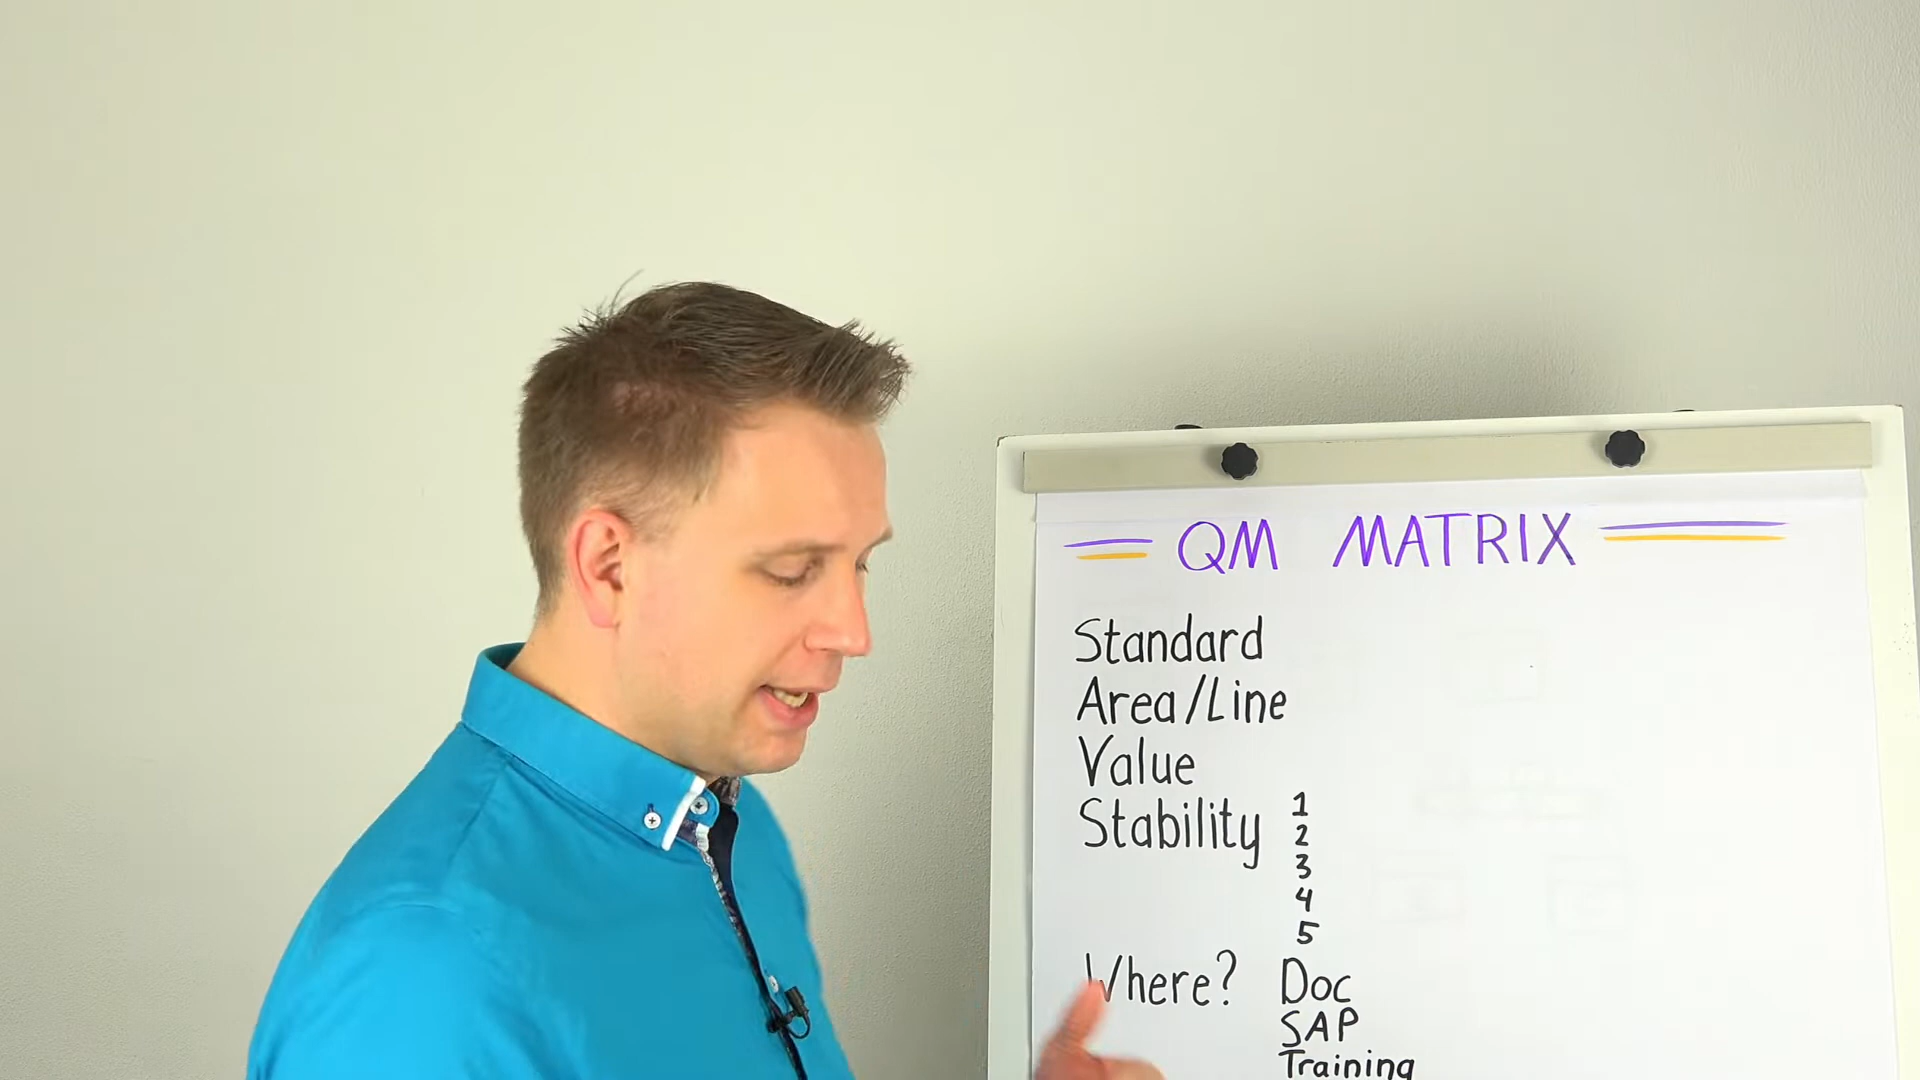 QM MATRIX
Standard
Area/Line
Value
Stability 1
2
3
4
5
Where? Doc
SAP
Training